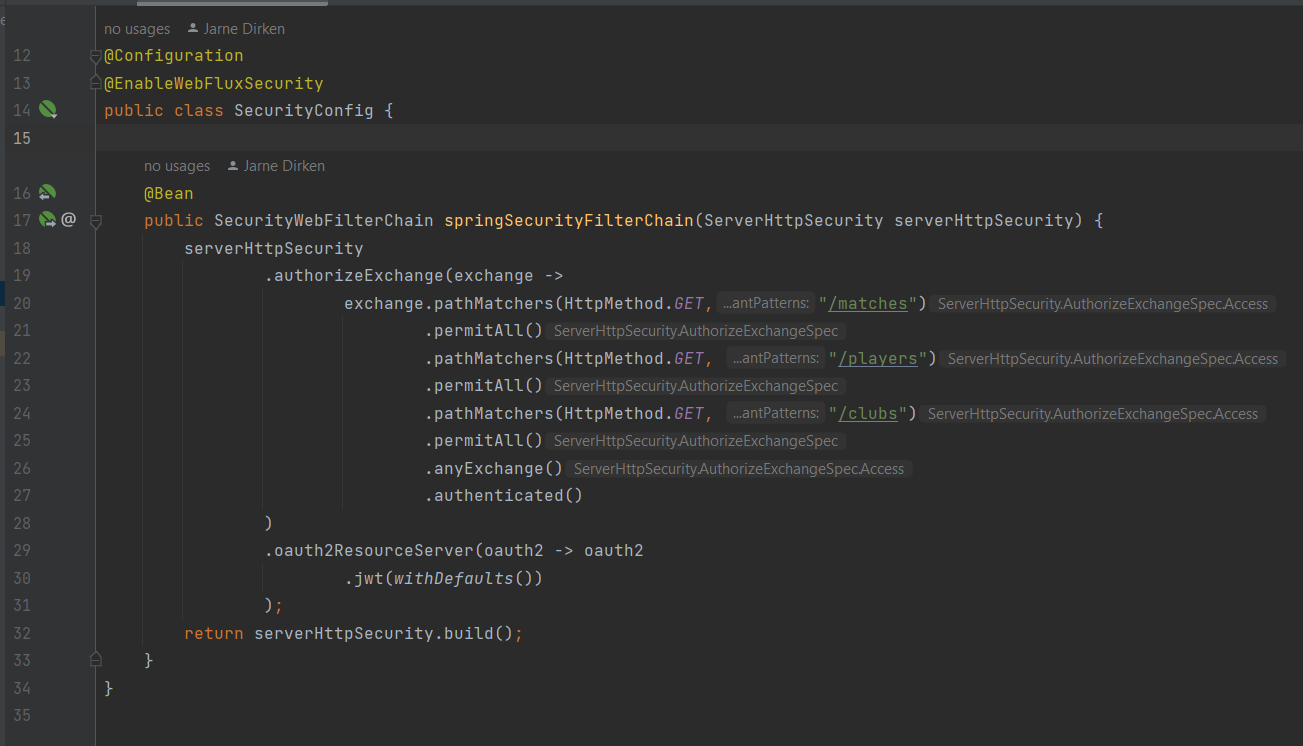 no usages Jarne Dirken
12 @Configuration
13 @EnableWebFluxSecurity
14 public class SecurityConfig {
15
no usages Jarne Dirken
16 @Bean
17 @ public SecurityWebFilterChain springSecurityFilterChain(ServerHttpSecurity serverHttpSecurity) {
18 serverHttpSecurity
19 .authorizeExchange(exchange ->
20 exchange.pathMatchers(HttpMethod.GET, ...antPatterns: "/matches") ServerHttpSecurity.AuthorizeExchangeSpec.Access
21 .permitAll() ServerHttpSecurity.AuthorizeExchangeSpec
22 .pathMatchers(HttpMethod.GET, ...antPatterns: "/players") ServerHttpSecurity.AuthorizeExchangeSpec.Access
23 .permitAll() ServerHttpSecurity.AuthorizeExchangeSpec
24 .pathMatchers(HttpMethod.GET, ...antPatterns: "/clubs") ServerHttpSecurity.AuthorizeExchangeSpec.Access
25 .permitAll() ServerHttpSecurity.AuthorizeExchangeSpec
26 .anyExchange() ServerHttpSecurity.AuthorizeExchangeSpec.Access
27 .authenticated()
28 )
29 .oauth2ResourceServer(oauth2 -> oauth2
30 .jwt(withDefaults())
31 );
32 return serverHttpSecurity.build();
33 }
34 }
35